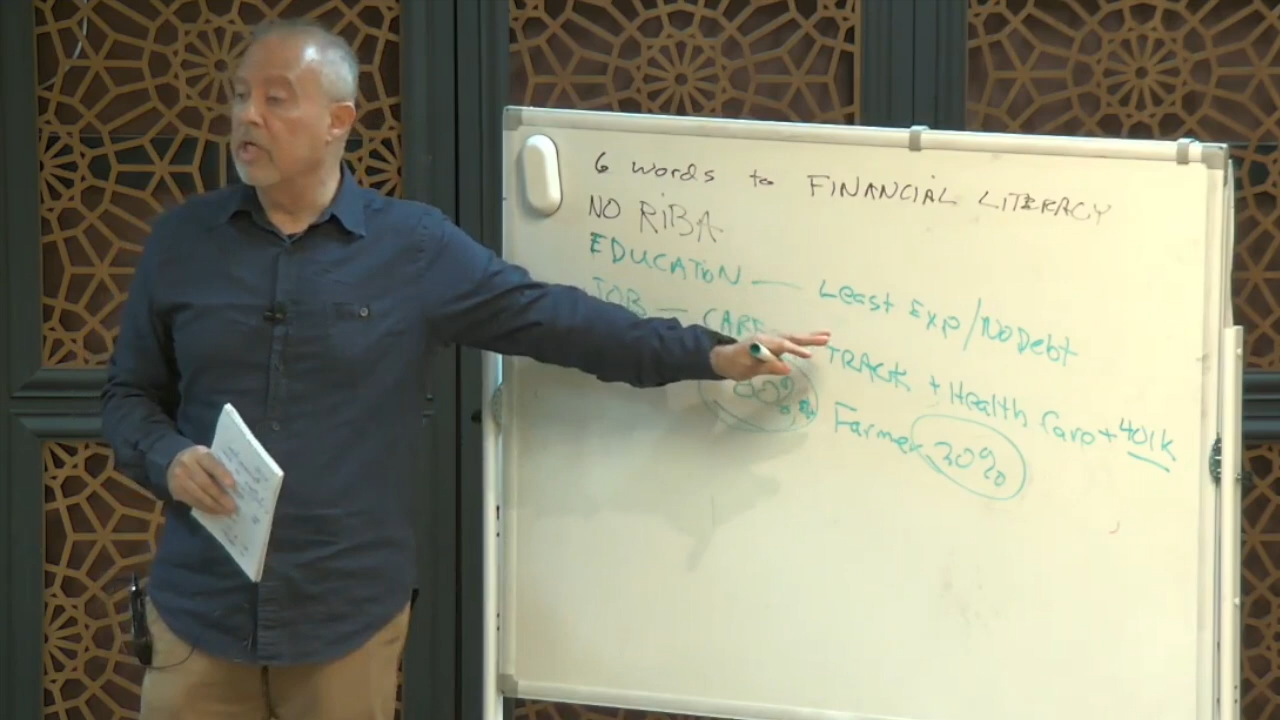 6 words to FINANCIAL LITERACY
NO RiBA
EDUCATION — Least Exp/No Debt
JOB — CARE TRACK + Health Care + 401k
Farmer 30%